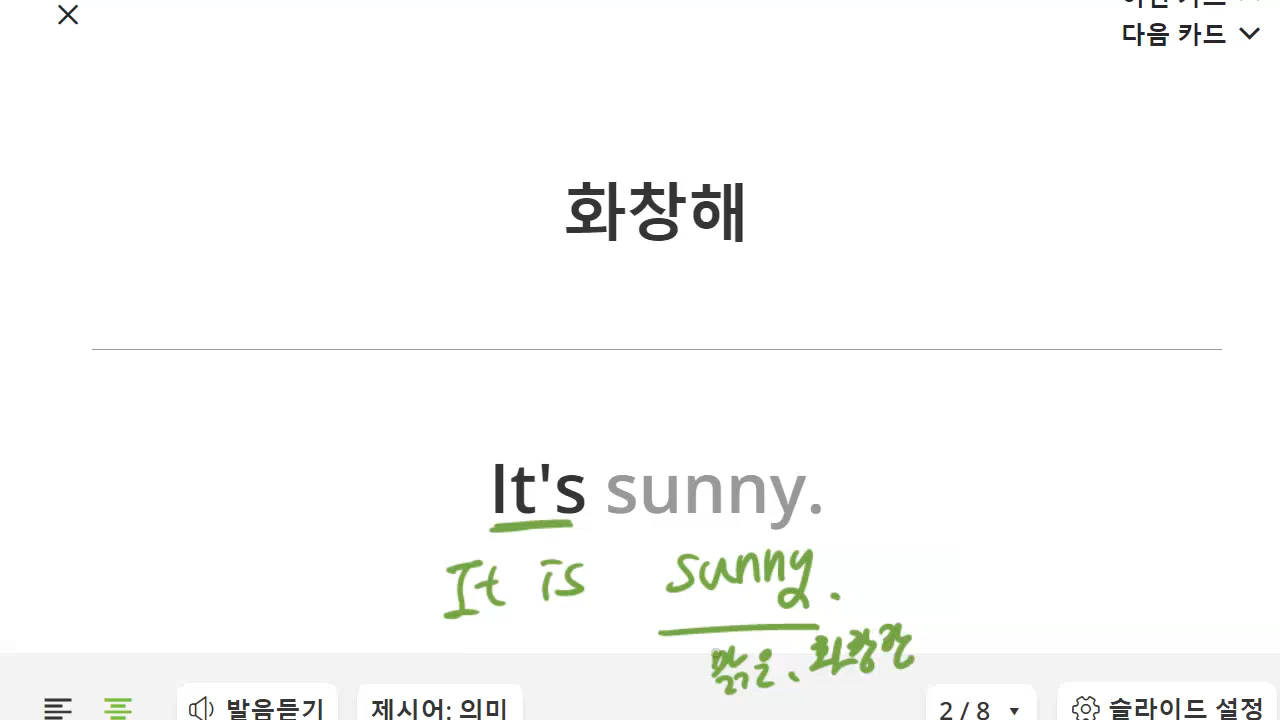 다음 카드
화창해
It's sunny.
It is sunny.
맑은, 화창한
발음듣기 제시어: 의미 2 / 8 슬라이드 설정